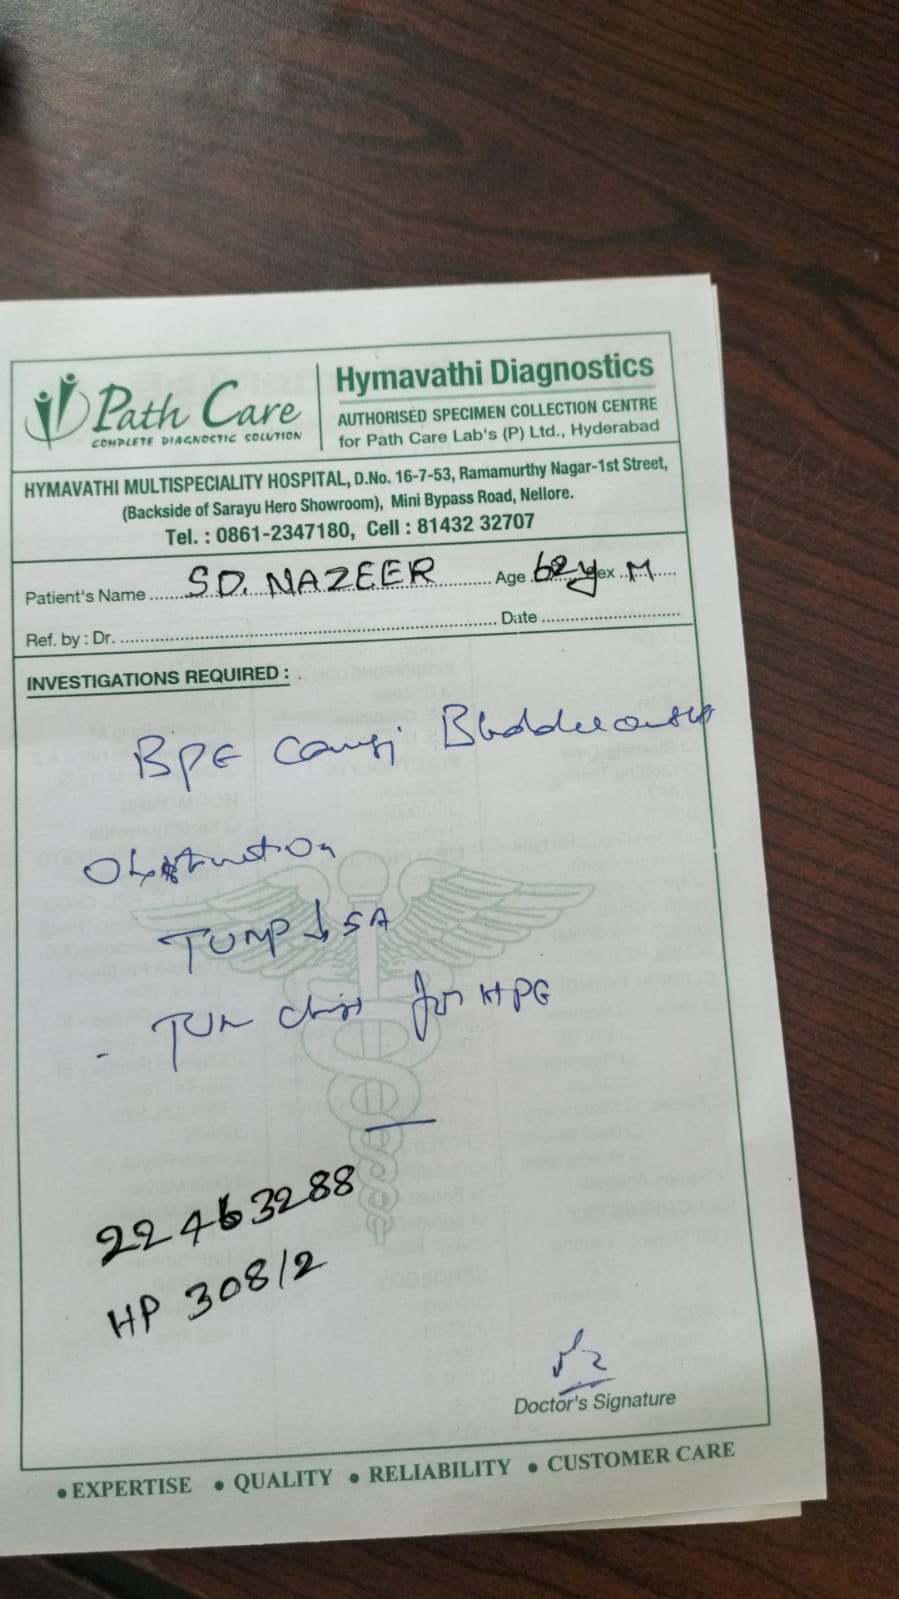 Path Care
COMPLETE DIAGNOSTIC SOLUTION
Hymavathi Diagnostics
AUTHORISED SPECIMEN COLLECTION CENTRE
for Path Care Lab's (P) Ltd., Hyderabad
HYMAVATHI MULTISPECIALITY HOSPITAL, D.No. 16-7-53, Ramamurthy Nagar-1st Street,
(Backside of Sarayu Hero Showroom), Mini Bypass Road, Nellore.
Tel. : 0861-2347180, Cell : 81432 32707
Patient's Name SD. NAZEER Age 62y Sex M
Ref. by : Dr. Date
INVESTIGATIONS REQUIRED :
BPE Causing Bladder outlet
Obstruction
TURP ↓ SA
- TUR chips for HPE
22463288
HP 308/2
Doctor's Signature
• EXPERTISE • QUALITY • RELIABILITY • CUSTOMER CARE